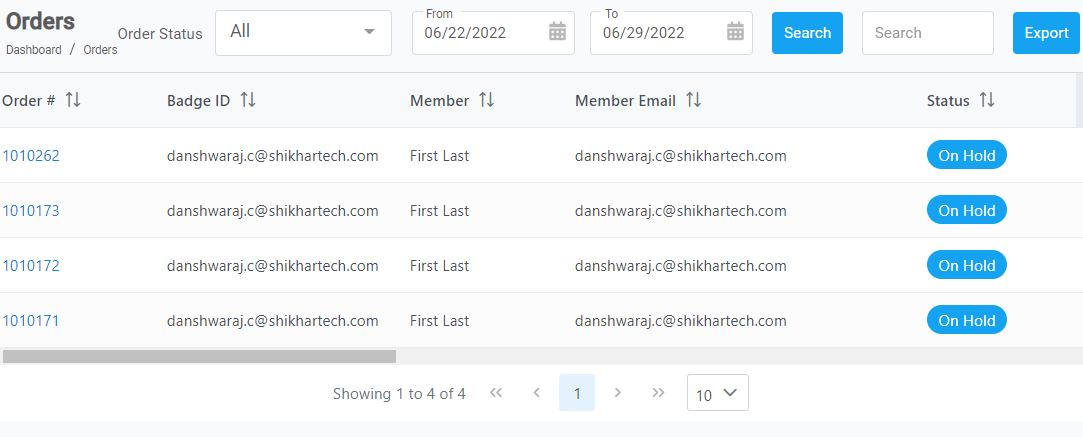 Orders
Dashboard / Orders
Order Status
All
From
06/22/2022
To
06/29/2022
Search
Search
Export
Order # Badge ID Member Member Email Status
1010262 danshwaraj.c@shikhartech.com First Last danshwaraj.c@shikhartech.com On Hold
1010173 danshwaraj.c@shikhartech.com First Last danshwaraj.c@shikhartech.com On Hold
1010172 danshwaraj.c@shikhartech.com First Last danshwaraj.c@shikhartech.com On Hold
1010171 danshwaraj.c@shikhartech.com First Last danshwaraj.c@shikhartech.com On Hold
Showing 1 to 4 of 4 « ‹ 1 › » 10